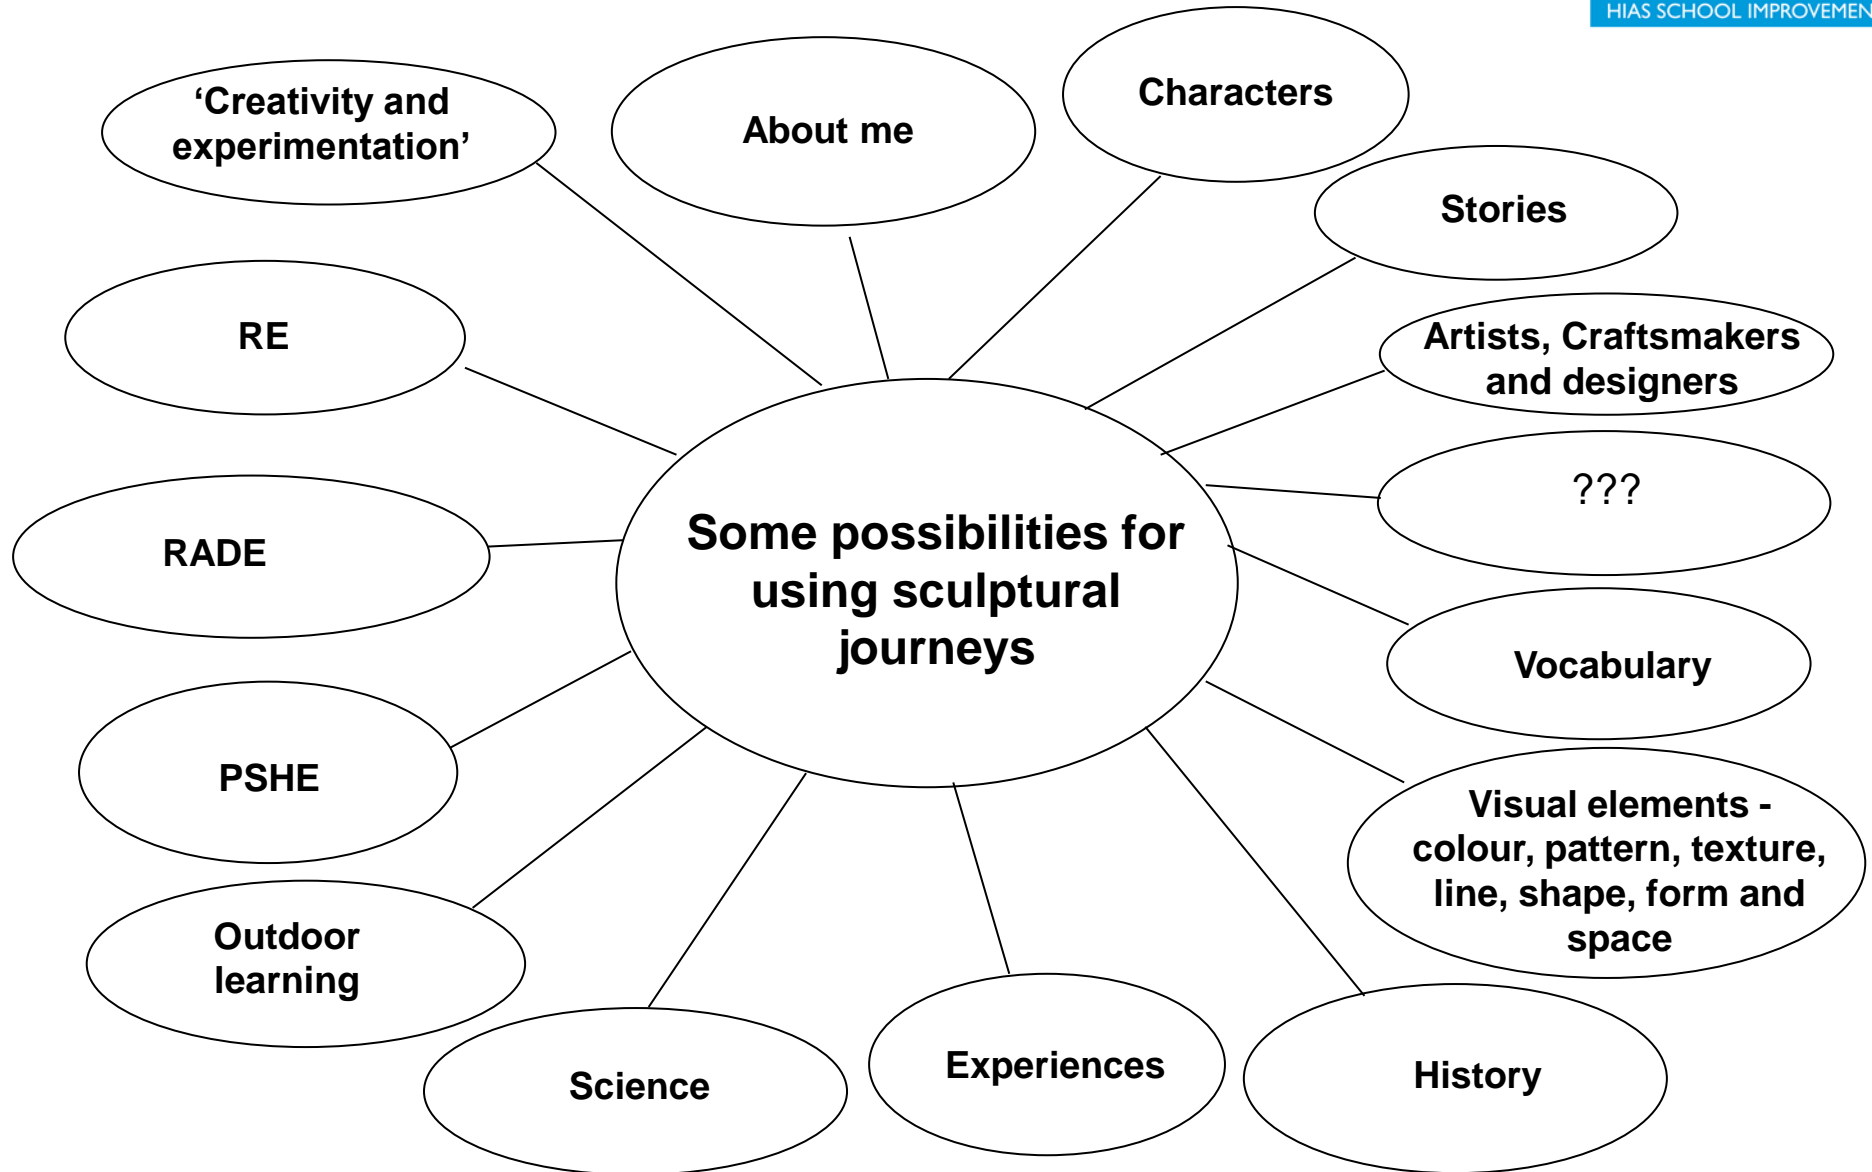 HIAS SCHOOL IMPROVEMEN
‘Creativity and
experimentation’
About me
Characters
Stories
RE
Artists, Craftsmakers
and designers
???
RADE
Some possibilities for
using sculptural
journeys
Vocabulary
PSHE
Visual elements -
colour, pattern, texture,
line, shape, form and
space
Outdoor
learning
Science
Experiences
History